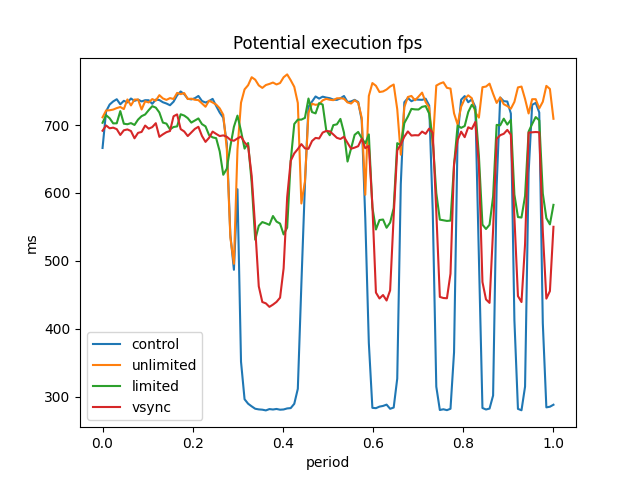 Potential execution fps
ms
700
600
500
400
300
control
unlimited
limited
vsync
0.0
0.2
0.4
0.6
0.8
1.0
period